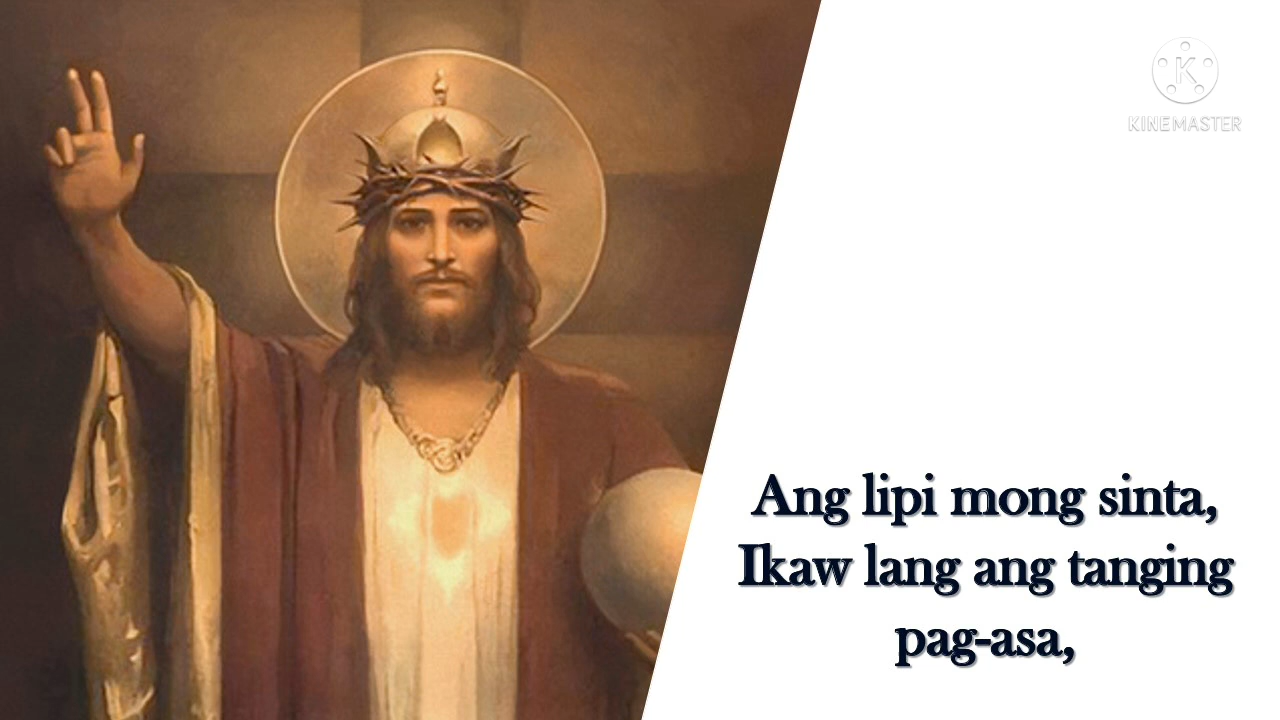 K
KINEMASTER
Ang lipi mong sinta,
Ikaw lang ang tanging
pag-asa,